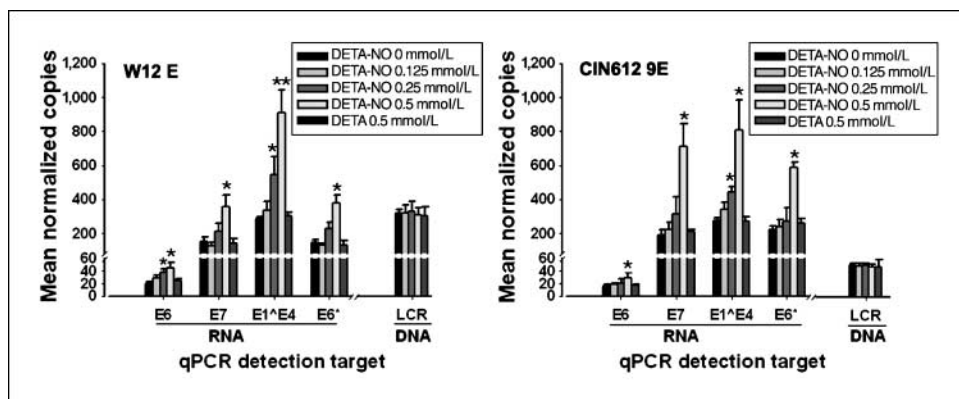 W12 E
DETA-NO 0 mmol/L
DETA-NO 0.125 mmol/L
DETA-NO 0.25 mmol/L
DETA-NO 0.5 mmol/L
DETA 0.5 mmol/L
Mean normalized copies
1,200
1,000
800
600
400
200
60
40
20
0
*
*
*
*
**
*
E6
E7
E1^E4
E6*
LCR
RNA
DNA
qPCR detection target
CIN612 9E
DETA-NO 0 mmol/L
DETA-NO 0.125 mmol/L
DETA-NO 0.25 mmol/L
DETA-NO 0.5 mmol/L
DETA 0.5 mmol/L
Mean normalized copies
1,200
1,000
800
600
400
200
60
40
20
0
*
*
*
*
*
E6
E7
E1^E4
E6*
LCR
RNA
DNA
qPCR detection target